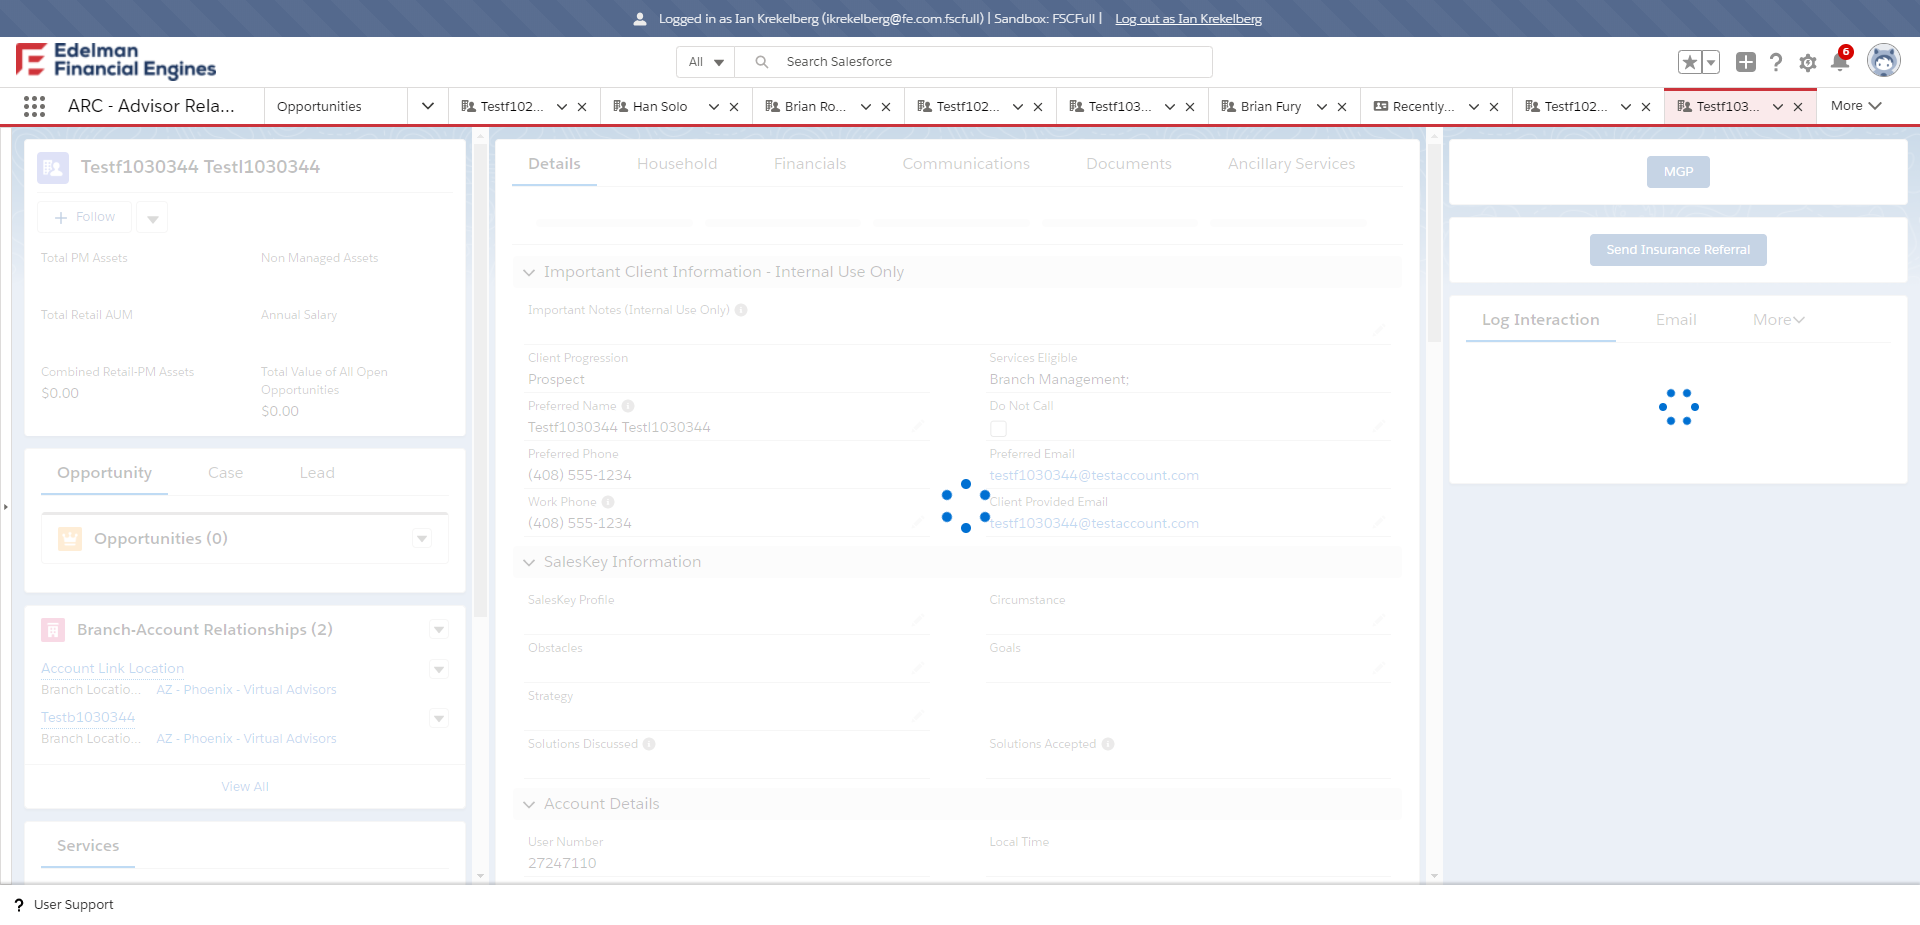 Logged in as Ian Krekelberg (ikrekelberg@fe.com.fscfull) | Sandbox: FSCFull | Log out as Ian Krekelberg
Edelman
Financial Engines
All
Search Salesforce
6
ARC - Advisor Rela...
Opportunities
Testf102...
Han Solo
Brian Ro...
Testf102...
Testf103...
Brian Fury
Recently...
Testf102...
Testf103...
More
Testf1030344 Testl1030344
Follow
Total PM Assets
Non Managed Assets
Total Retail AUM
Annual Salary
Combined Retail-PM Assets
$0.00
Total Value of All Open
Opportunities
$0.00
Opportunity
Case
Lead
Opportunities (0)
Branch-Account Relationships (2)
Account Link Location
Branch Locatio... AZ - Phoenix - Virtual Advisors
Testb1030344
Branch Locatio... AZ - Phoenix - Virtual Advisors
View All
Services
Details
Household
Financials
Communications
Documents
Ancillary Services
Important Client Information - Internal Use Only
Important Notes (Internal Use Only)
Client Progression
Prospect
Services Eligible
Branch Management;
Preferred Name
Testf1030344 Testl1030344
Do Not Call
Preferred Phone
(408) 555-1234
Preferred Email
testf1030344@testaccount.com
Work Phone
(408) 555-1234
Client Provided Email
testf1030344@testaccount.com
SalesKey Information
SalesKey Profile
Circumstance
Obstacles
Goals
Strategy
Solutions Discussed
Solutions Accepted
Account Details
User Number
27247110
Local Time
MGP
Send Insurance Referral
Log Interaction
Email
More
? User Support